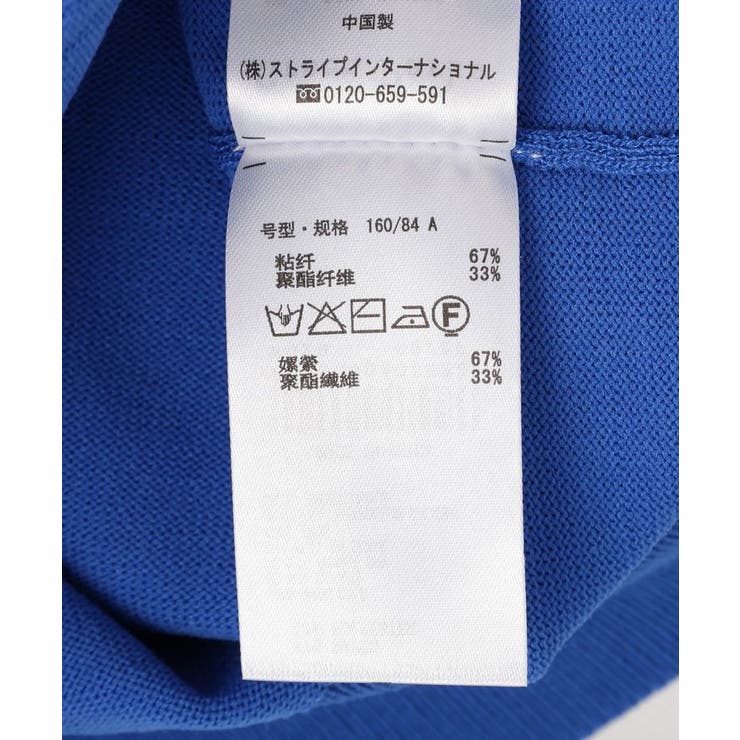 中国製
(株)ストライプインターナショナル
0120-659-591
号型・规格 160/84 A
粘纤 67%
聚酯纤维 33%
F
嫘縈 67%
聚酯纖維 33%